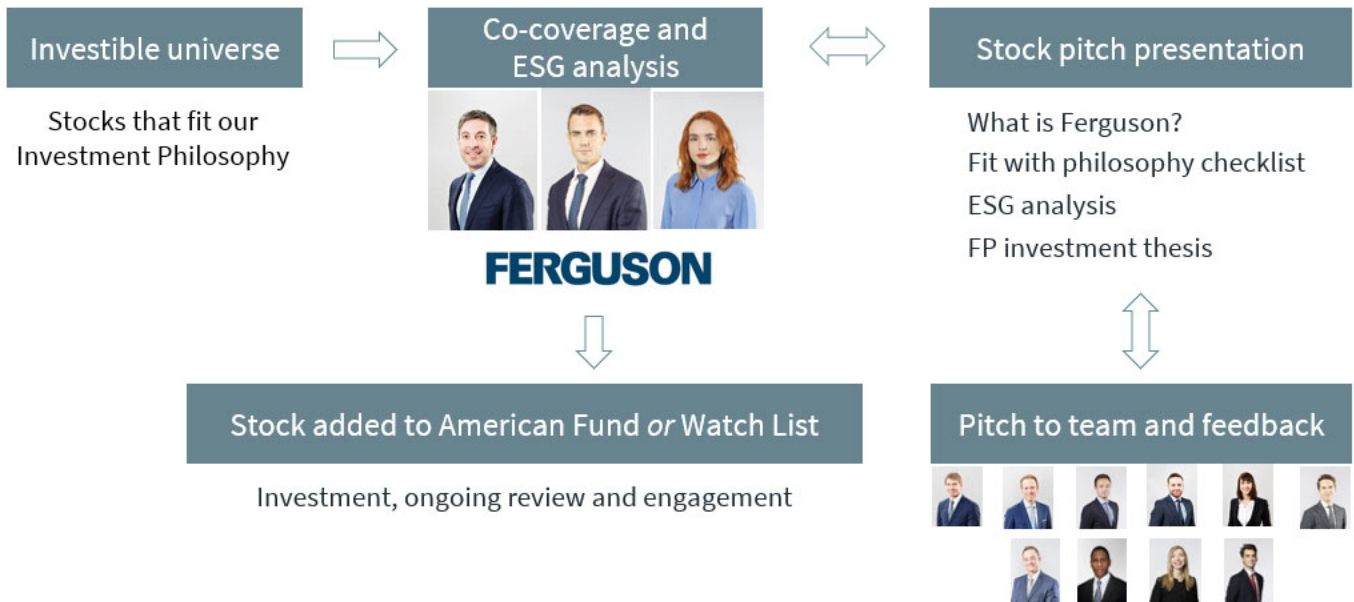 Investible universe
Stocks that fit our
Investment Philosophy
Co-coverage and
ESG analysis
FERGUSON
Stock pitch presentation
What is Ferguson?
Fit with philosophy checklist
ESG analysis
FP investment thesis
Stock added to American Fund or Watch List
Investment, ongoing review and engagement
Pitch to team and feedback